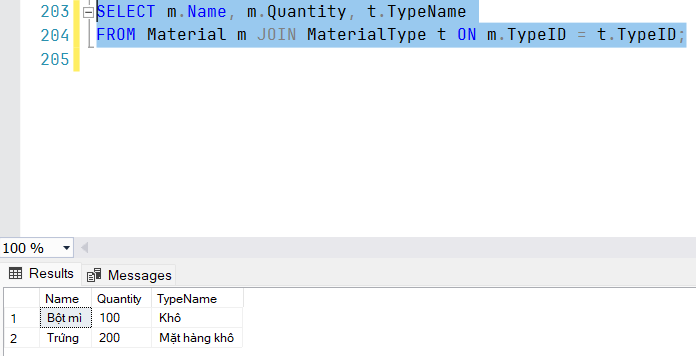 203 SELECT m.Name, m.Quantity, t.TypeName
204 FROM Material m JOIN MaterialType t ON m.TypeID = t.TypeID;
205
100 %
Results Messages
Name Quantity TypeName
1 Bột mì 100 Khô
2 Trứng 200 Mặt hàng khô